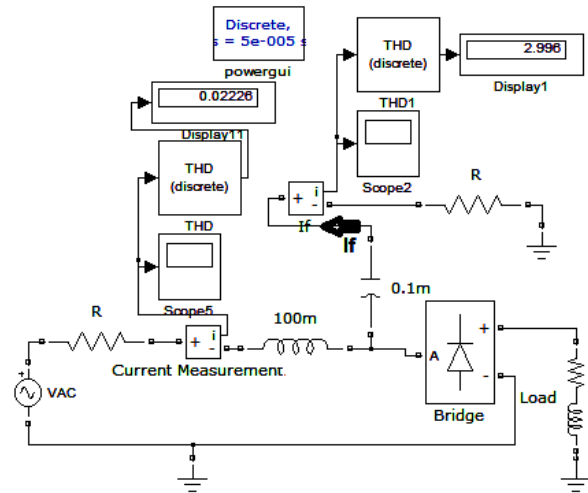 Discrete,
s = 5e-005 s
powergui
THD
(discrete)
2.996
Display1
0.02226
Display11
THD1
THD
(discrete)
Scope2
+
i
-
R
If
If
THD
Scope5
0.1m
R
+
i
-
100m
A
+
-
Current Measurement.
Bridge
Load
+
VAC